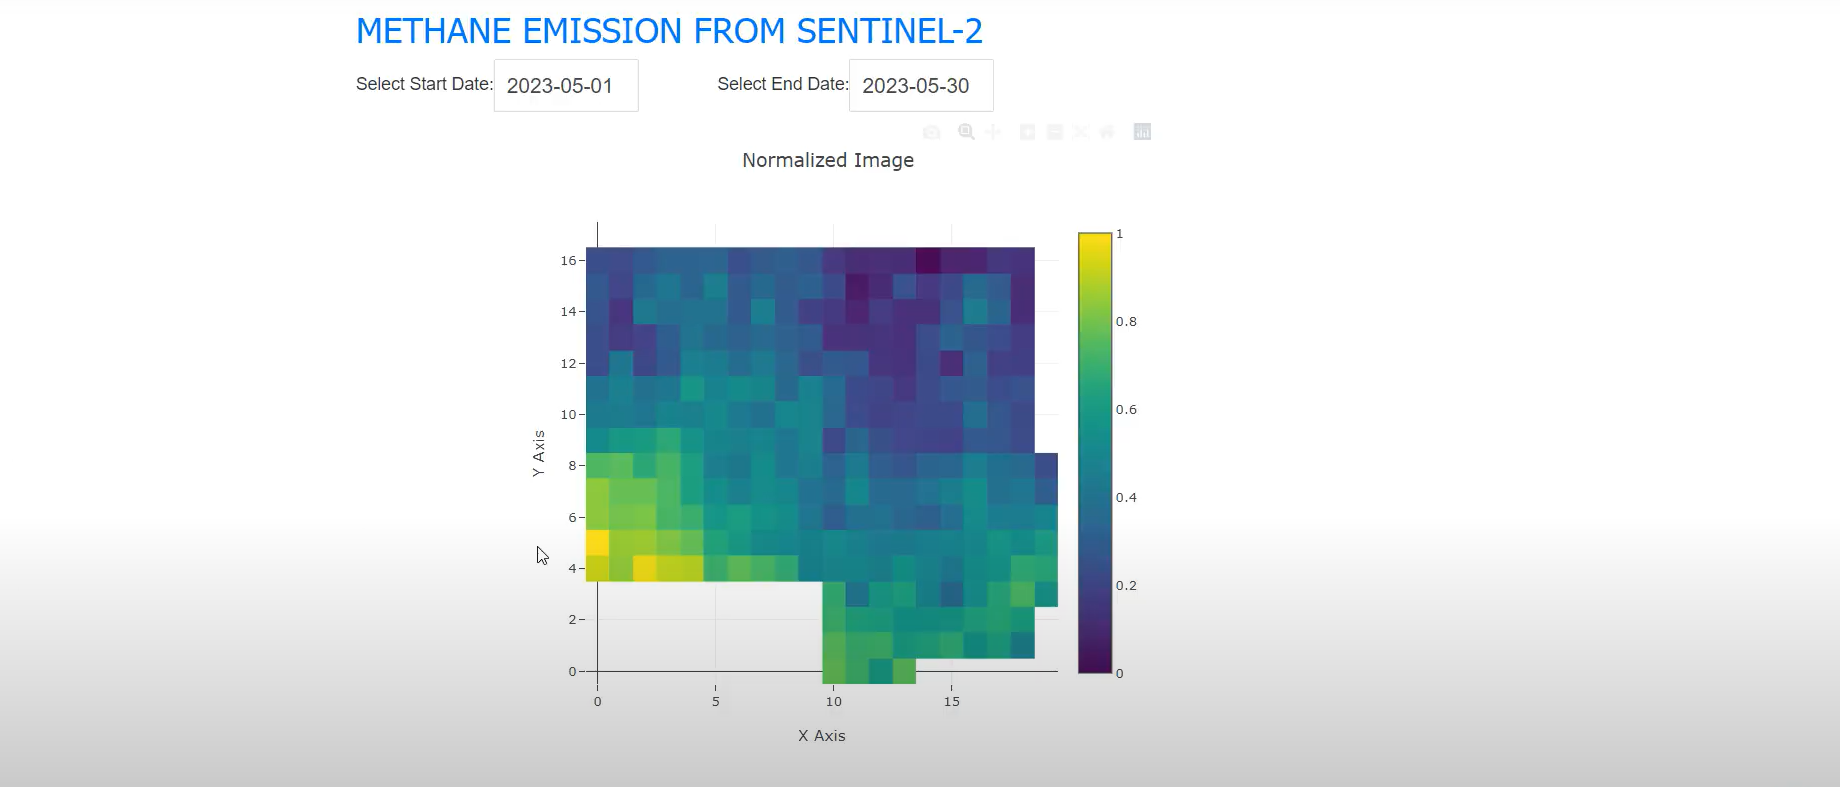 METHANE EMISSION FROM SENTINEL-2
Select Start Date: 2023-05-01 Select End Date: 2023-05-30
Normalized Image
16
14
12
10
8
6
4
2
0
Y Axis
0 5 10 15
X Axis
1
0.8
0.6
0.4
0.2
0